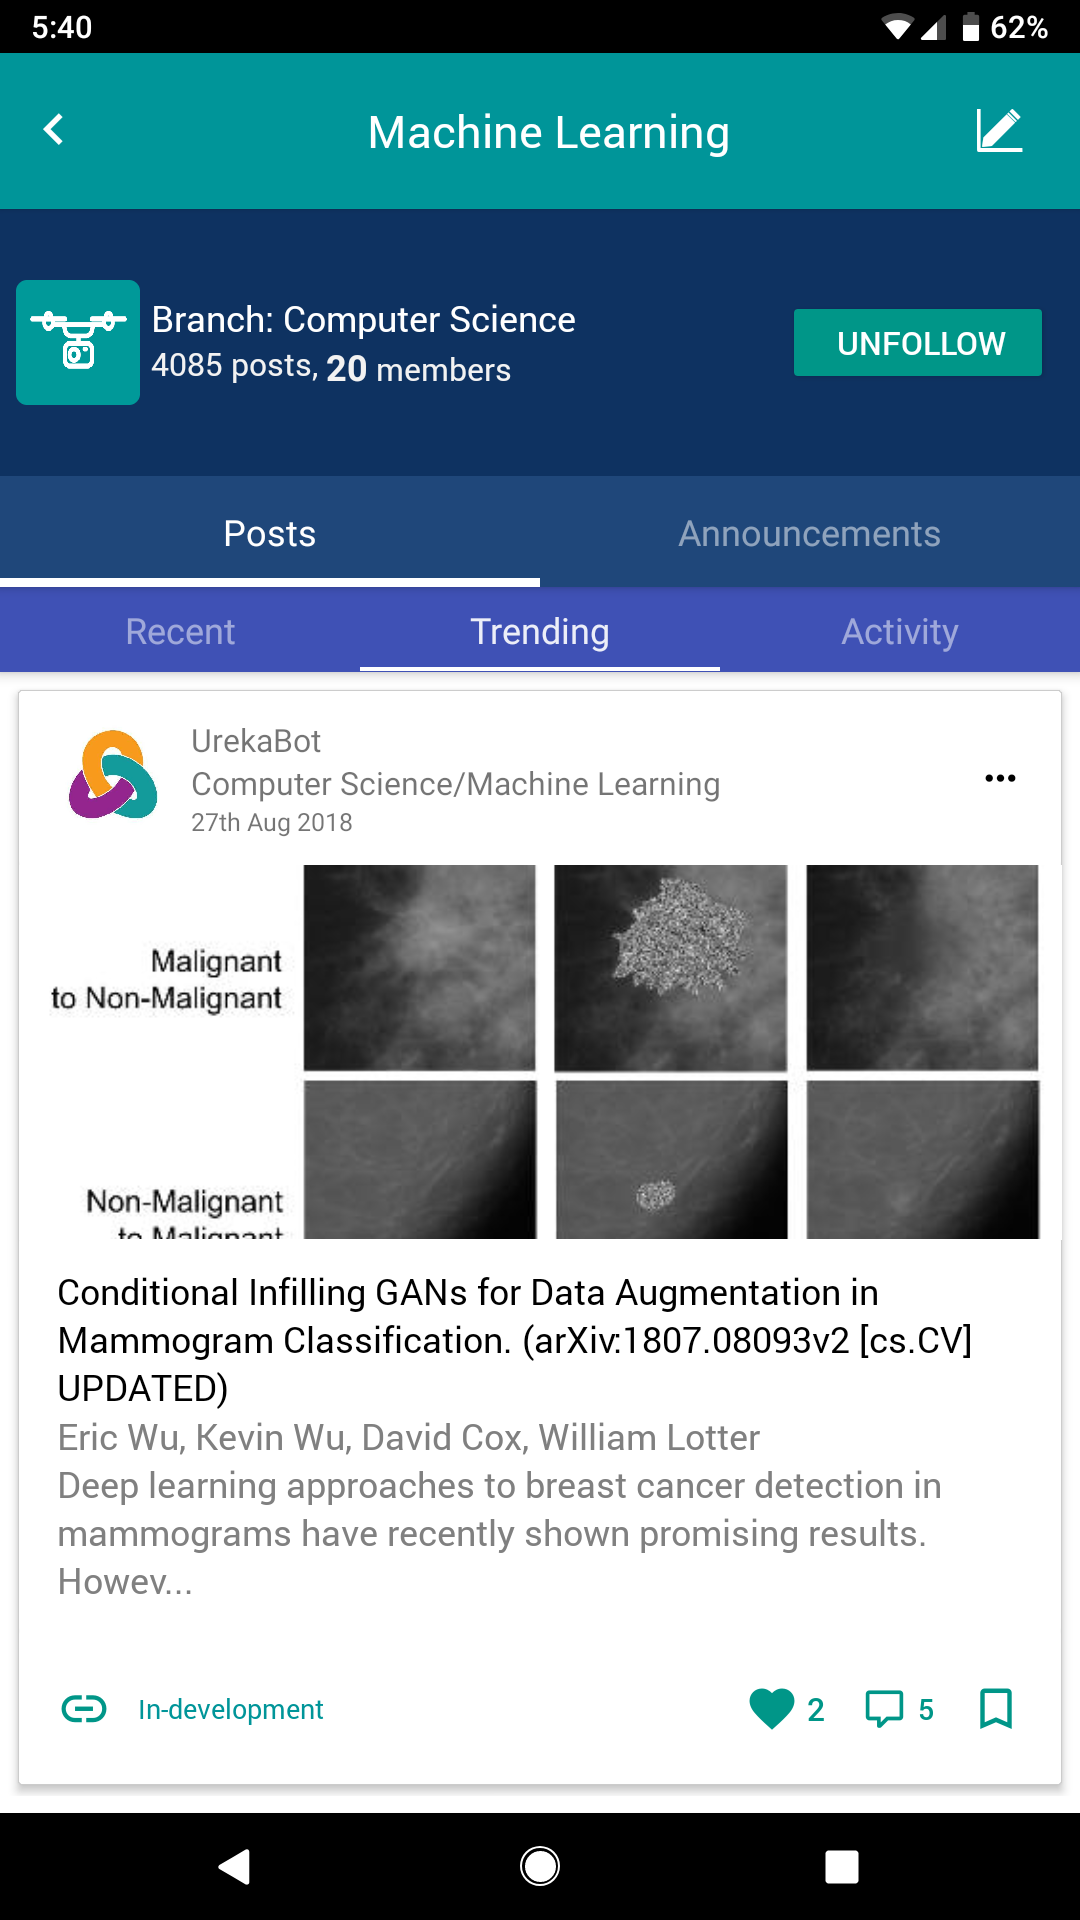 5:40
62%
Machine Learning
Branch: Computer Science
4085 posts, 20 members
UNFOLLOW
Posts
Announcements
Recent
Trending
Activity
UrekaBot
Computer Science/Machine Learning
27th Aug 2018
Malignant
to Non-Malignant
Non-Malignant
to Malignant
Conditional Infilling GANs for Data Augmentation in
Mammogram Classification. (arXiv:1807.08093v2 [cs.CV]
UPDATED)
Eric Wu, Kevin Wu, David Cox, William Lotter
Deep learning approaches to breast cancer detection in
mammograms have recently shown promising results.
Howev...
In-development
2
5